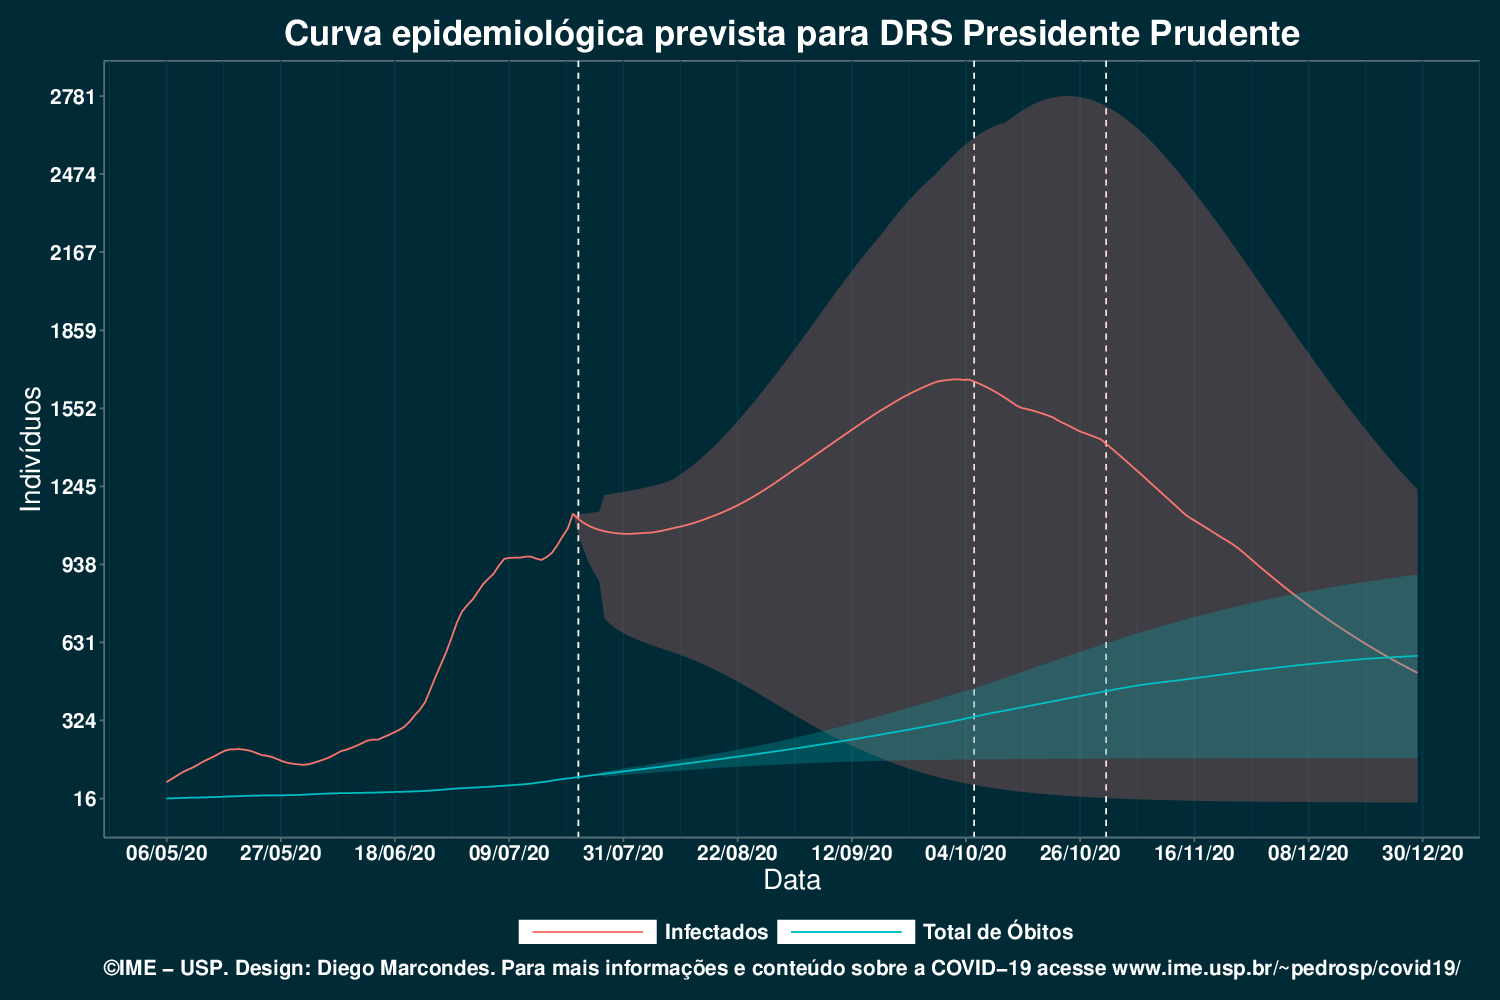 Curva epidemiológica prevista para DRS Presidente Prudente
2781
2474
2167
1859
1552
1245
938
631
324
16
Indivíduos
06/05/20 27/05/20 18/06/20 09/07/20 31/07/20 22/08/20 12/09/20 04/10/20 26/10/20 16/11/20 08/12/20 30/12/20
Data
Infectados Total de Óbitos
©IME − USP. Design: Diego Marcondes. Para mais informações e conteúdo sobre a COVID−19 acesse www.ime.usp.br/~pedrosp/covid19/